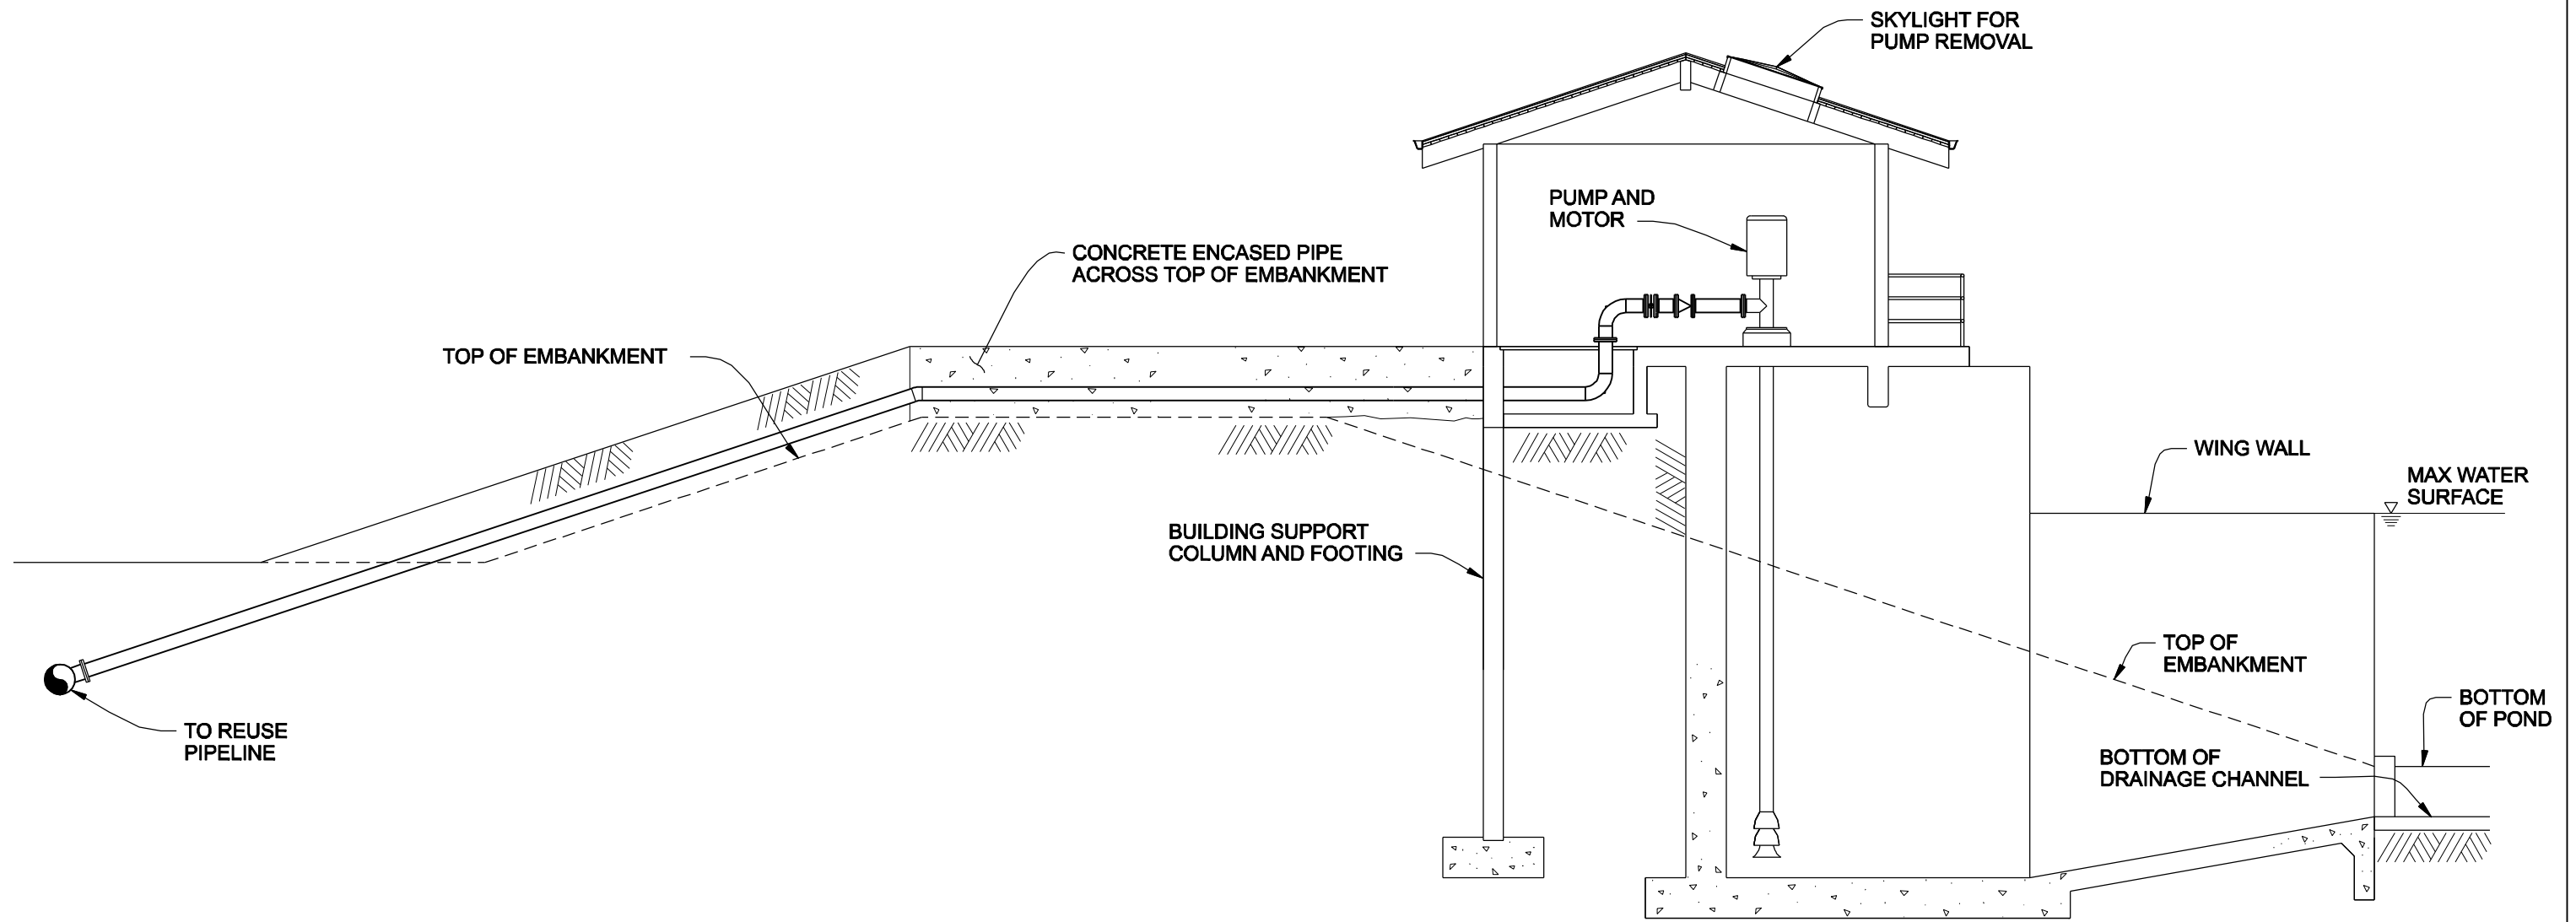 SKYLIGHT FOR
PUMP REMOVAL
PUMP AND
MOTOR
CONCRETE ENCASED PIPE
ACROSS TOP OF EMBANKMENT
TOP OF EMBANKMENT
WING WALL
MAX WATER
SURFACE
BUILDING SUPPORT
COLUMN AND FOOTING
TOP OF
EMBANKMENT
BOTTOM
OF POND
TO REUSE
PIPELINE
BOTTOM OF
DRAINAGE CHANNEL